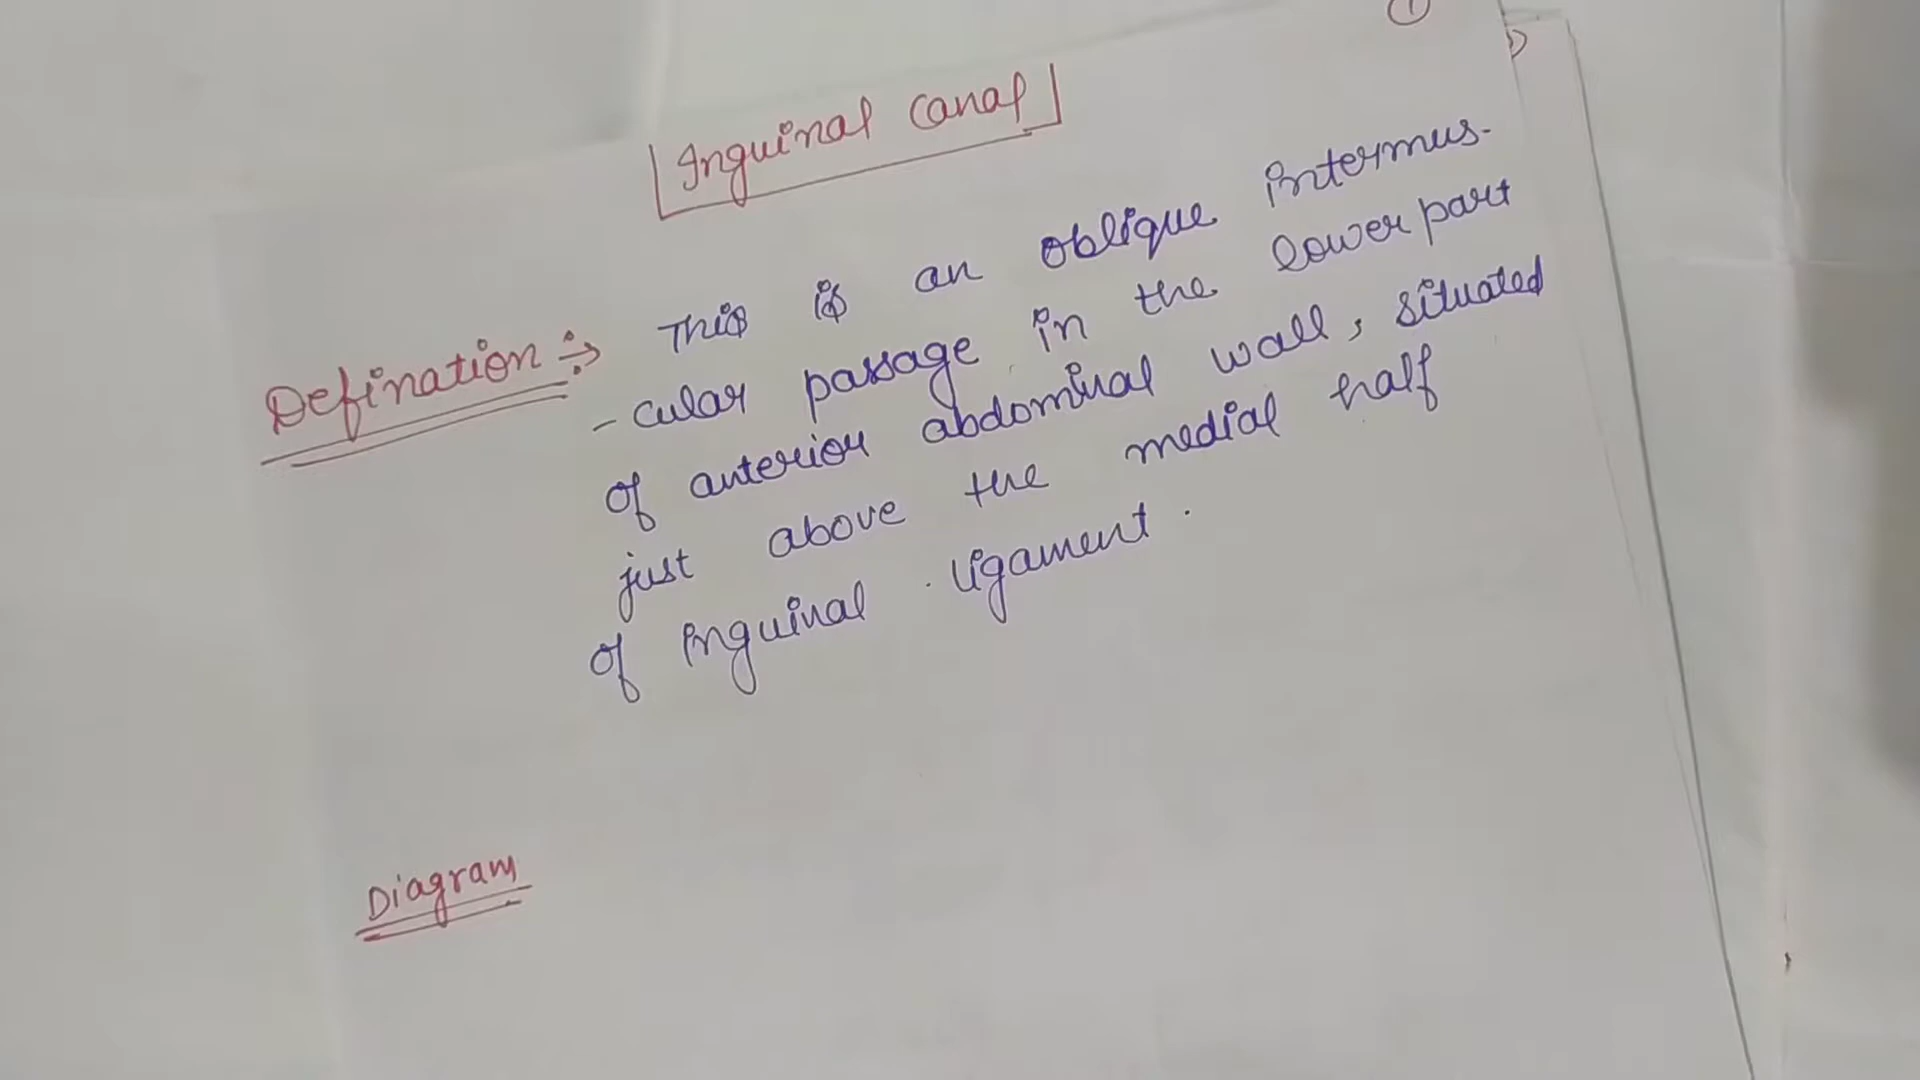 ①
Inguinal Canal
Defination :→ This is an oblique intermus-
- cular passage in the lower part
of anterior abdominal wall, situated
just above the medial half
of inguinal ligament.
Diagram